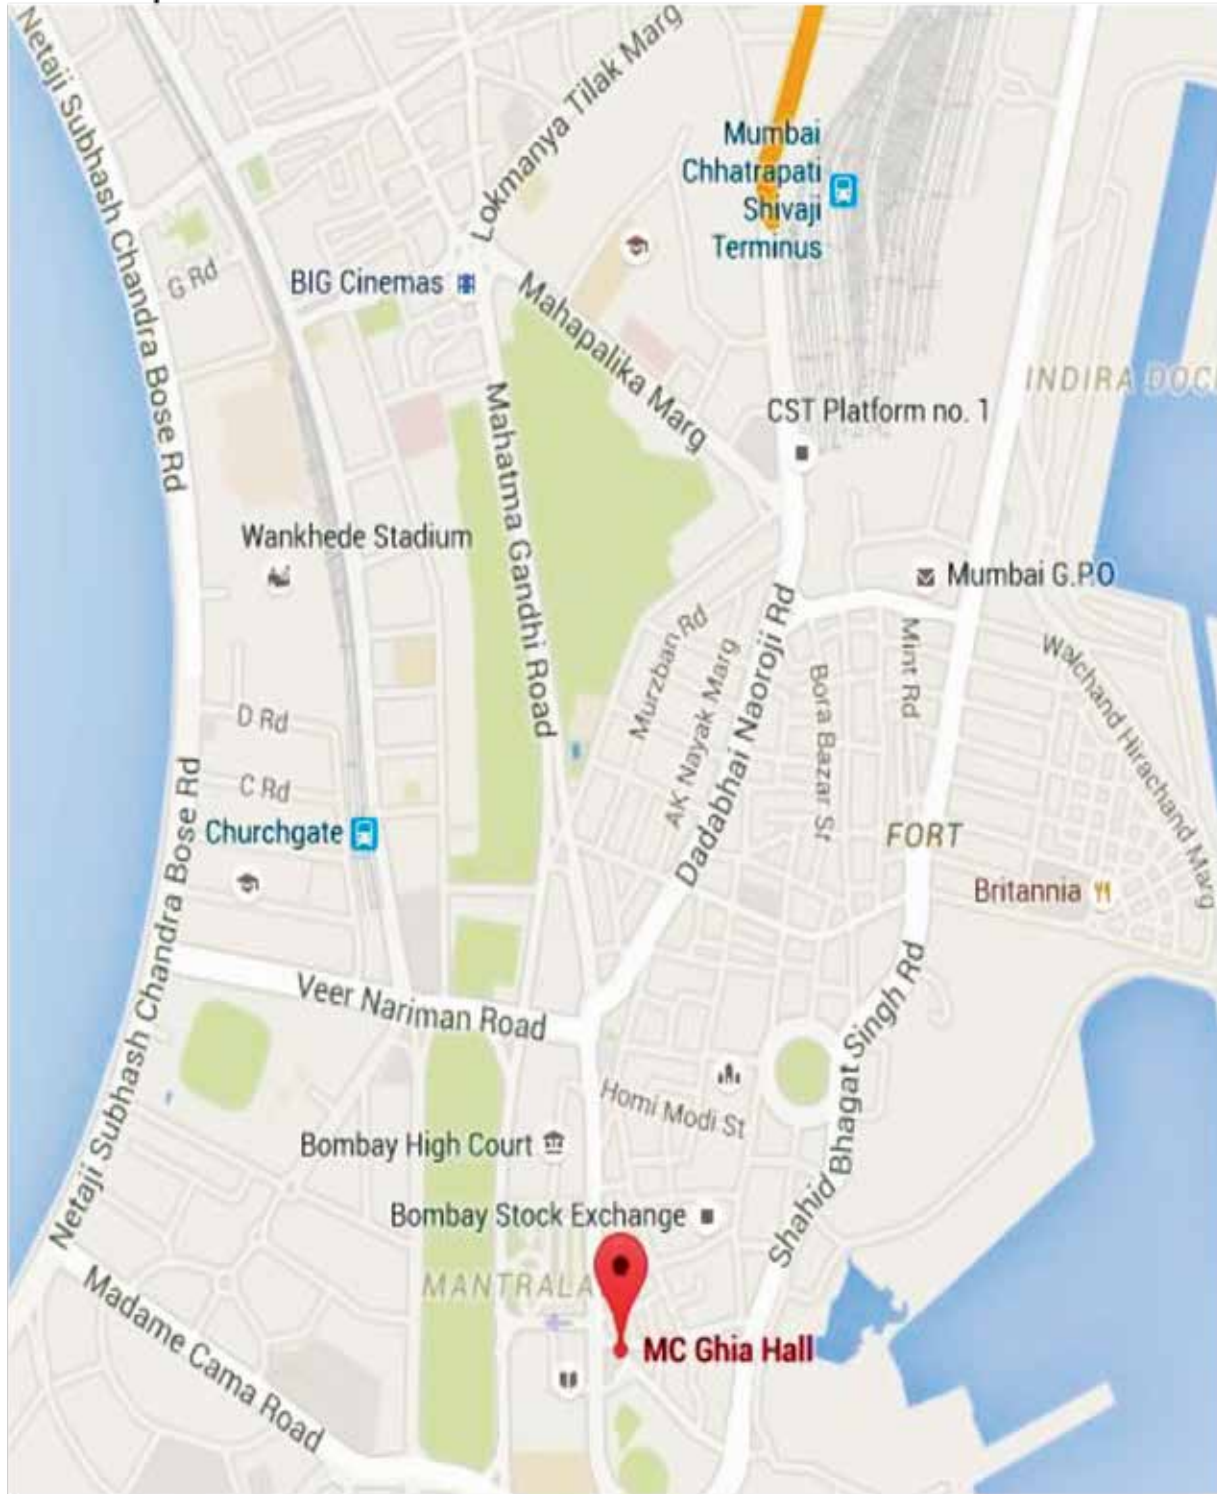 Netaji Subhash Chandra Bose Rd
Lokmanya Tilak Marg
Mumbai
Chhatrapati
Shivaji
Terminus
G Rd
BIG Cinemas
Mahapalika Marg
INDIRA DOC
Mahatma Gandhi Road
CST Platform no. 1
Wankhede Stadium
Mumbai G.P.O
Murzban Rd
AK Nayak Marg
Dadabhai Naoroji Rd
Bora Bazar St
Mint Rd
Walchand Hirachand Marg
D Rd
C Rd
Netaji Subhash Chandra Bose Rd
Churchgate
FORT
Britannia
Veer Nariman Road
Shahid Bhagat Singh Rd
Homi Modi St
Bombay High Court
Bombay Stock Exchange
MANTRALA
Madame Cama Road
MC Ghia Hall